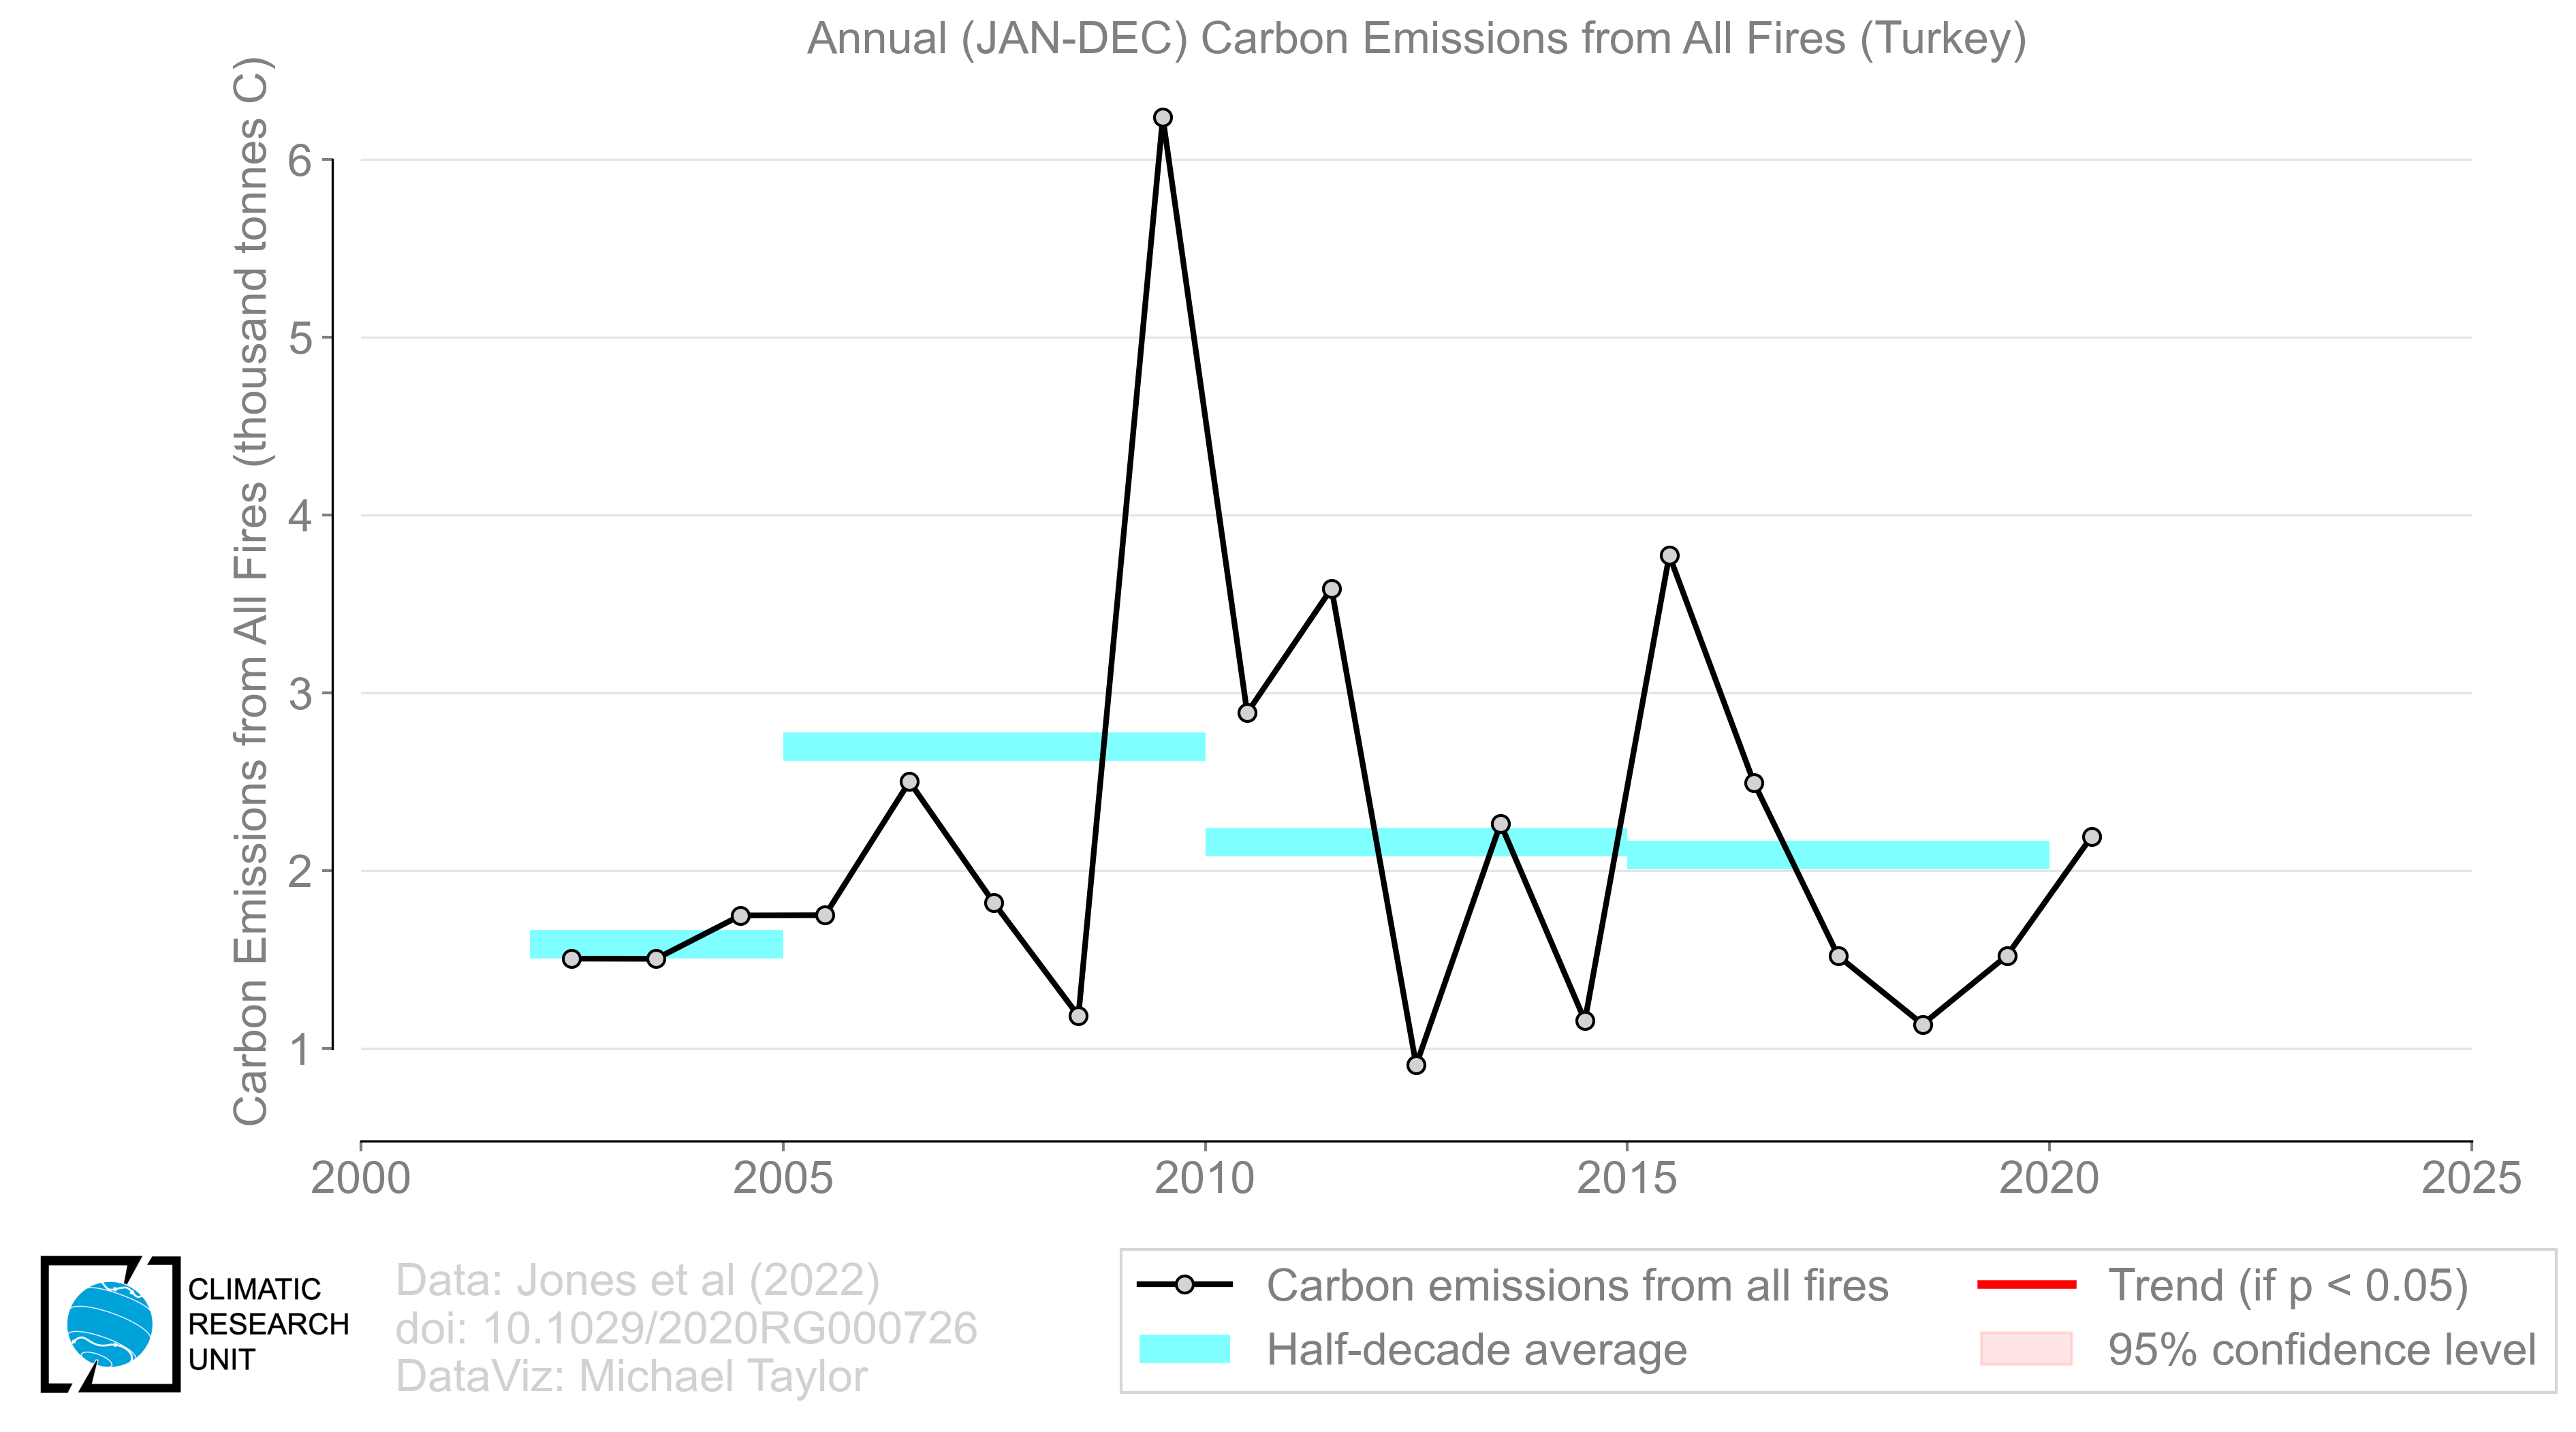 Annual (JAN-DEC) Carbon Emissions from All Fires (Turkey)
Carbon Emissions from All Fires (thousand tonnes C)
6
5
4
3
2
1
2000 2005 2010 2015 2020 2025
CLIMATIC
RESEARCH
UNIT
Data: Jones et al (2022)
doi: 10.1029/2020RG000726
DataViz: Michael Taylor
Carbon emissions from all fires
Half-decade average
Trend (if p < 0.05)
95% confidence level